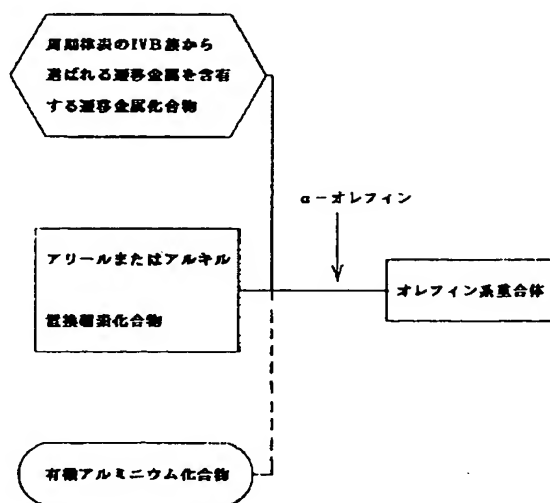 周期律表のIVB族から
選ばれる遷移金属を含有
する遷移金属化合物
α-オレフィン
アリールまたはアルキル
置換硼素化合物
オレフィン系重合体
有機アルミニウム化合物